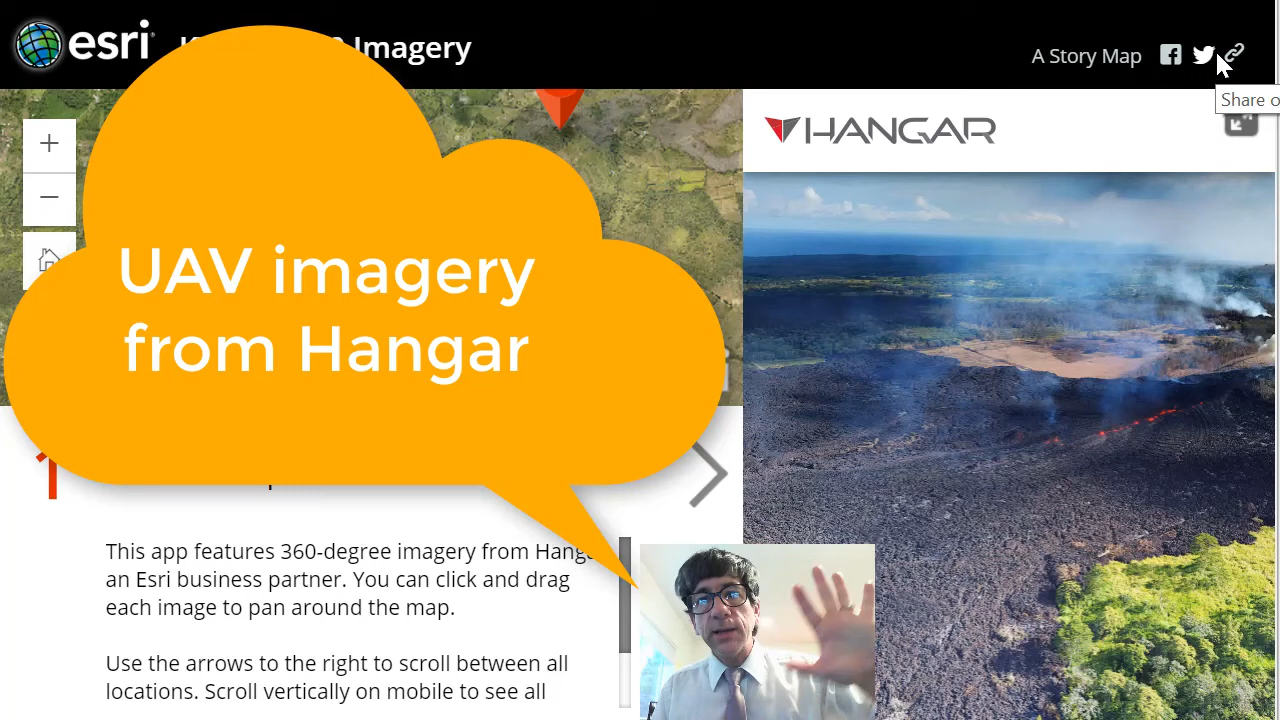 esri
Imagery
A Story Map
Share o
HANGAR
UAV imagery
from Hangar
1
This app features 360-degree imagery from Hanga
an Esri business partner. You can click and drag
each image to pan around the map.
Use the arrows to the right to scroll between all
locations. Scroll vertically on mobile to see all